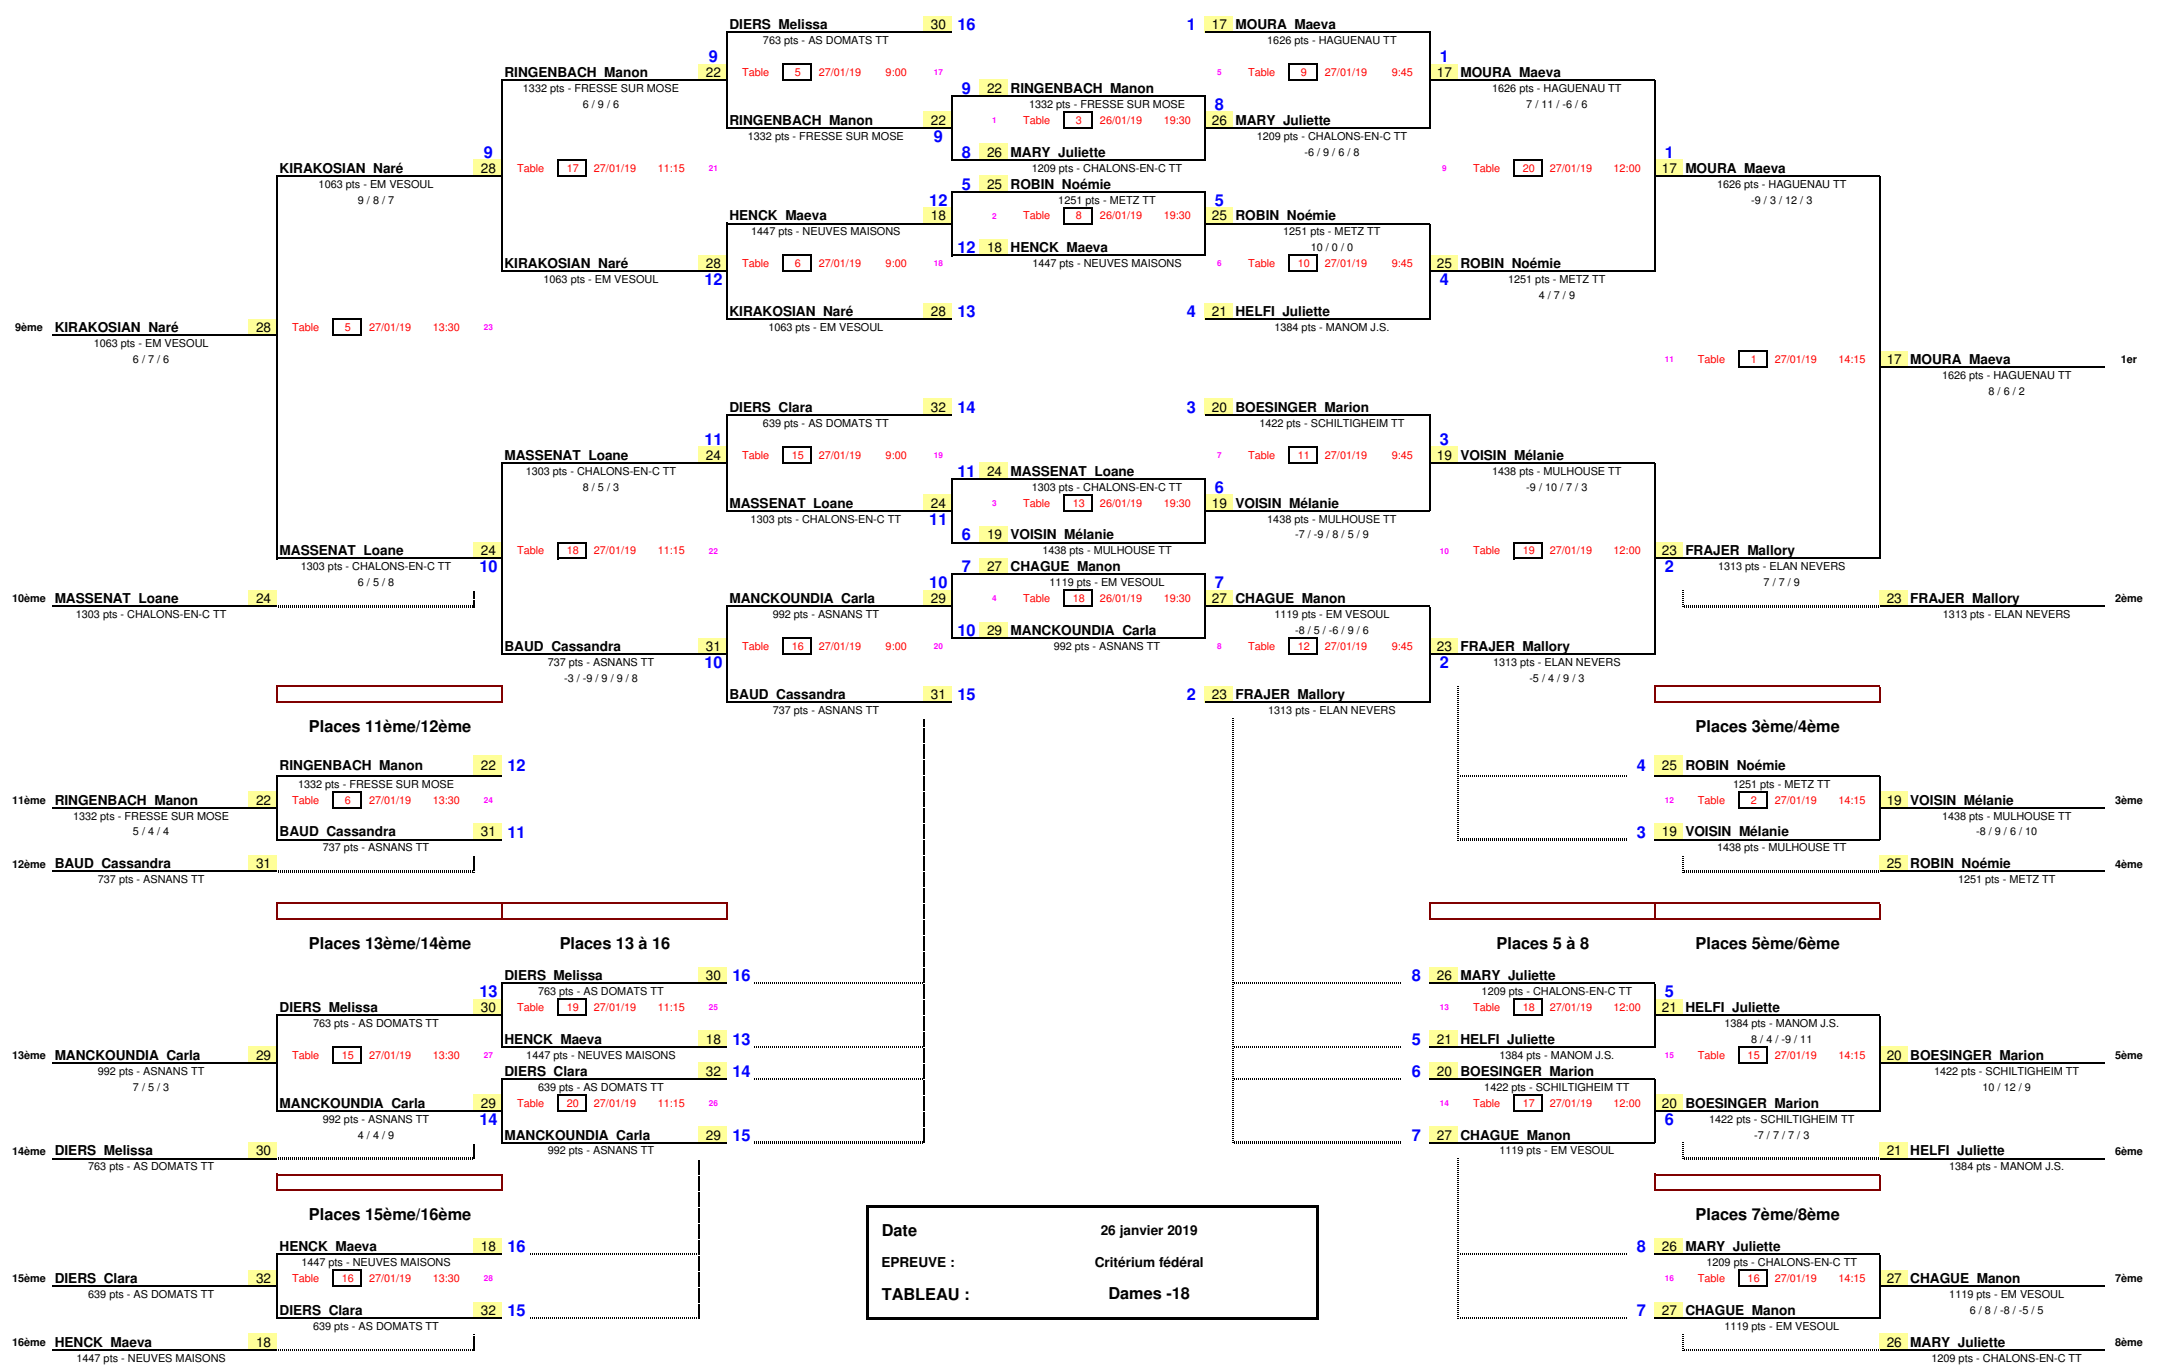 DIERS Melissa 30 16 1 17 MOURA Maeva
763 pts - AS DOMATS TT 1626 pts - HAGUENAU TT
9 1
RINGENBACH Manon 22 Table 5 27/01/19 9:00 17 5 Table 9 27/01/19 9:45 17 MOURA Maeva
1332 pts - FRESSE SUR MOSE 9 22 RINGENBACH Manon 1626 pts - HAGUENAU TT
6 / 9 / 6 1332 pts - FRESSE SUR MOSE 8 7 / 11 / -6 / 6
RINGENBACH Manon 22 1 Table 3 26/01/19 19:30 26 MARY Juliette
1332 pts - FRESSE SUR MOSE 9 1209 pts - CHALONS-EN-C TT
9 8 26 MARY Juliette -6 / 9 / 6 / 8 1
KIRAKOSIAN Naré 28 Table 17 27/01/19 11:15 21 1209 pts - CHALONS-EN-C TT 9 Table 20 27/01/19 12:00 17 MOURA Maeva
1063 pts - EM VESOUL 5 25 ROBIN Noémie 1626 pts - HAGUENAU TT
9 / 8 / 7 12 1251 pts - METZ TT 5 -9 / 3 / 12 / 3
HENCK Maeva 18 2 Table 8 26/01/19 19:30 25 ROBIN Noémie
1447 pts - NEUVES MAISONS 1251 pts - METZ TT
12 18 HENCK Maeva 10 / 0 / 0
KIRAKOSIAN Naré 28 Table 6 27/01/19 9:00 18 1447 pts - NEUVES MAISONS 6 Table 10 27/01/19 9:45 25 ROBIN Noémie
1063 pts - EM VESOUL 12 4 1251 pts - METZ TT
4 / 7 / 9
KIRAKOSIAN Naré 28 13 4 21 HELFI Juliette
9ème KIRAKOSIAN Naré 28 Table 5 27/01/19 13:30 23 1063 pts - EM VESOUL 1384 pts - MANOM J.S.
1063 pts - EM VESOUL
6 / 7 / 6 11 Table 1 27/01/19 14:15 17 MOURA Maeva 1er
1626 pts - HAGUENAU TT
8 / 6 / 2
DIERS Clara 32 14 3 20 BOESINGER Marion
639 pts - AS DOMATS TT 1422 pts - SCHILTIGHEIM TT
11 3
MASSENAT Loane 24 Table 15 27/01/19 9:00 19 7 Table 11 27/01/19 9:45 19 VOISIN Mélanie
1303 pts - CHALONS-EN-C TT 11 24 MASSENAT Loane 1438 pts - MULHOUSE TT
8 / 5 / 3 1303 pts - CHALONS-EN-C TT 6 -9 / 10 / 7 / 3
MASSENAT Loane 24 3 Table 13 26/01/19 19:30 19 VOISIN Mélanie
1303 pts - CHALONS-EN-C TT 11 1438 pts - MULHOUSE TT
6 19 VOISIN Mélanie -7 / -9 / 8 / 5 / 9
MASSENAT Loane 24 Table 18 27/01/19 11:15 22 1438 pts - MULHOUSE TT 10 Table 19 27/01/19 12:00 23 FRAJER Mallory
1303 pts - CHALONS-EN-C TT 10 7 27 CHAGUE Manon 2 1313 pts - ELAN NEVERS
6 / 5 / 8 10 1119 pts - EM VESOUL 7 7 / 7 / 9
10ème MASSENAT Loane 24 MANCKOUNDIA Carla 29 4 Table 18 26/01/19 19:30 27 CHAGUE Manon 23 FRAJER Mallory 2ème
1303 pts - CHALONS-EN-C TT 992 pts - ASNANS TT 1119 pts - EM VESOUL 1313 pts - ELAN NEVERS
10 29 MANCKOUNDIA Carla -8 / 5 / -6 / 9 / 6
BAUD Cassandra 31 Table 16 27/01/19 9:00 20 992 pts - ASNANS TT 8 Table 12 27/01/19 9:45 23 FRAJER Mallory
737 pts - ASNANS TT 10 2 1313 pts - ELAN NEVERS
-3 / -9 / 9 / 9 / 8 -5 / 4 / 9 / 3
BAUD Cassandra 31 15 2 23 FRAJER Mallory
737 pts - ASNANS TT 1313 pts - ELAN NEVERS
Places 11ème/12ème Places 3ème/4ème
RINGENBACH Manon 22 12 4 25 ROBIN Noémie
1332 pts - FRESSE SUR MOSE 1251 pts - METZ TT
11ème RINGENBACH Manon 22 Table 6 27/01/19 13:30 24 12 Table 2 27/01/19 14:15 19 VOISIN Mélanie 3ème
1332 pts - FRESSE SUR MOSE 1438 pts - MULHOUSE TT
5 / 4 / 4 BAUD Cassandra 31 11 3 19 VOISIN Mélanie -8 / 9 / 6 / 10
737 pts - ASNANS TT 1438 pts - MULHOUSE TT
12ème BAUD Cassandra 31 25 ROBIN Noémie 4ème
737 pts - ASNANS TT 1251 pts - METZ TT
Places 13ème/14ème Places 13 à 16 Places 5 à 8 Places 5ème/6ème
DIERS Melissa 30 16 8 26 MARY Juliette
13 763 pts - AS DOMATS TT 1209 pts - CHALONS-EN-C TT 5
DIERS Melissa 30 Table 19 27/01/19 11:15 25 13 Table 18 27/01/19 12:00 21 HELFI Juliette
763 pts - AS DOMATS TT 1384 pts - MANOM J.S.
HENCK Maeva 18 13 5 21 HELFI Juliette 8 / 4 / -9 / 11
13ème MANCKOUNDIA Carla 29 Table 15 27/01/19 13:30 27 1447 pts - NEUVES MAISONS 1384 pts - MANOM J.S. 15 Table 15 27/01/19 14:15 20 BOESINGER Marion 5ème
992 pts - ASNANS TT DIERS Clara 32 14 6 20 BOESINGER Marion 1422 pts - SCHILTIGHEIM TT
7 / 5 / 3 639 pts - AS DOMATS TT 1422 pts - SCHILTIGHEIM TT 10 / 12 / 9
MANCKOUNDIA Carla 29 Table 20 27/01/19 11:15 26 14 Table 17 27/01/19 12:00 20 BOESINGER Marion
992 pts - ASNANS TT 14 6 1422 pts - SCHILTIGHEIM TT
4 / 4 / 9 MANCKOUNDIA Carla 29 15 7 27 CHAGUE Manon -7 / 7 / 7 / 3
14ème DIERS Melissa 30 992 pts - ASNANS TT 1119 pts - EM VESOUL 21 HELFI Juliette 6ème
763 pts - AS DOMATS TT 1384 pts - MANOM J.S.
Places 15ème/16ème Places 7ème/8ème
Date 26 janvier 2019
HENCK Maeva 18 16 8 26 MARY Juliette
1447 pts - NEUVES MAISONS EPREUVE : Critérium fédéral 1209 pts - CHALONS-EN-C TT
15ème DIERS Clara 32 Table 16 27/01/19 13:30 28 16 Table 16 27/01/19 14:15 27 CHAGUE Manon 7ème
639 pts - AS DOMATS TT TABLEAU : Dames -18 1119 pts - EM VESOUL
DIERS Clara 32 15 7 27 CHAGUE Manon 6 / 8 / -8 / -5 / 5
639 pts - AS DOMATS TT 1119 pts - EM VESOUL
16ème HENCK Maeva 18 26 MARY Juliette 8ème
1447 pts - NEUVES MAISONS 1209 pts - CHALONS-EN-C TT